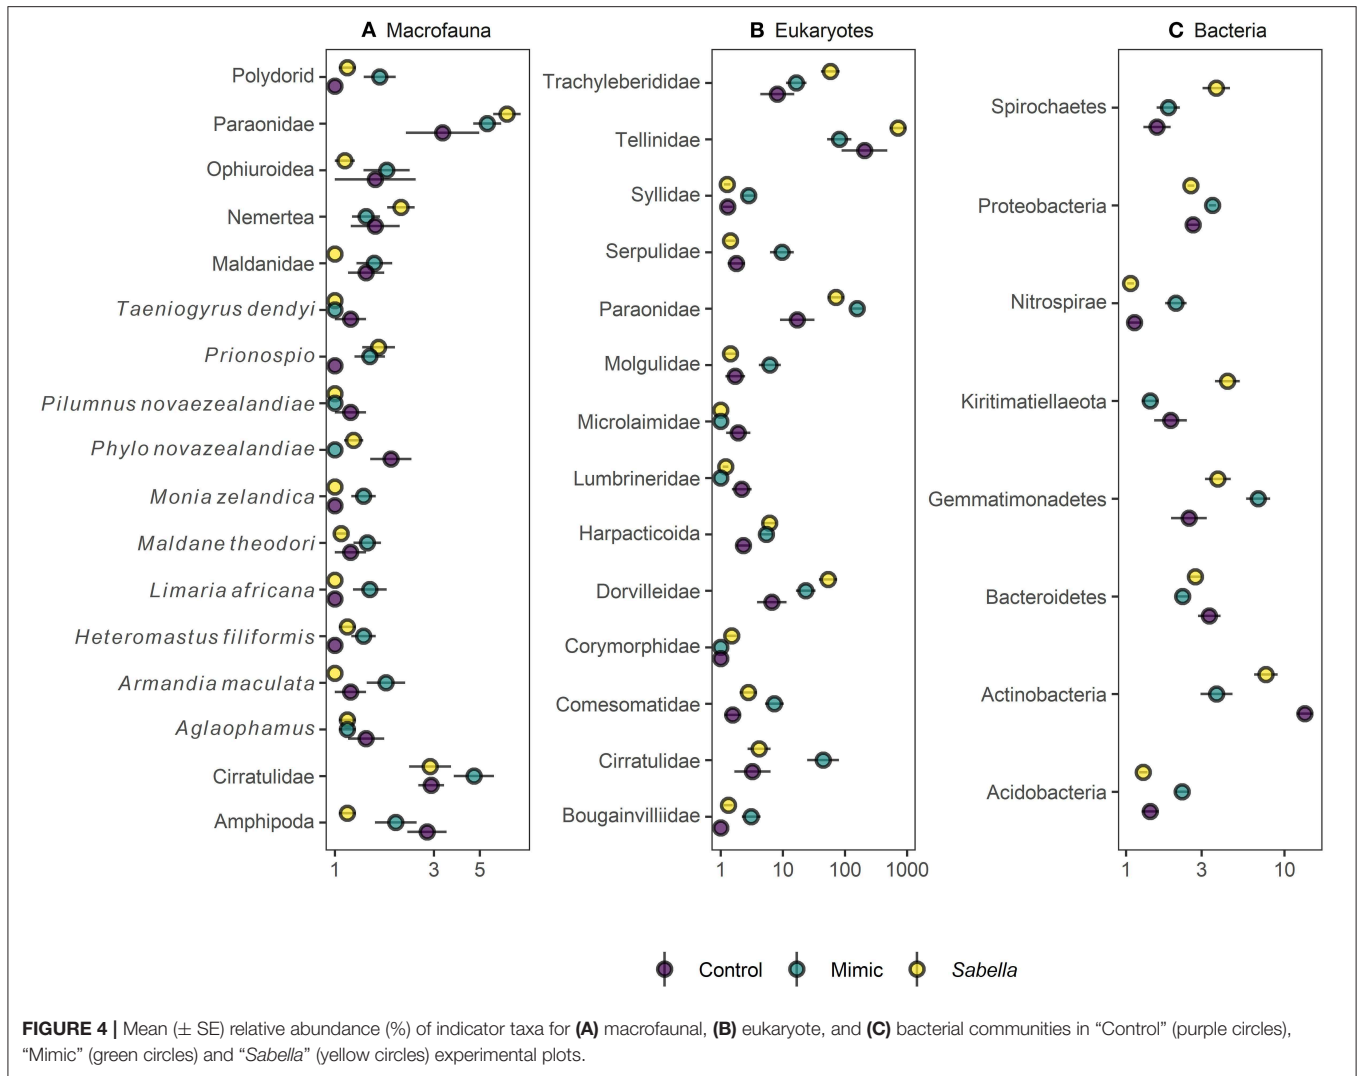 A Macrofauna
Polydorid
Paraonidae
Ophiuroidea
Nemertea
Maldanidae
Taeniogyrus dendyi
Prionospio
Pilumnus novaezealandiae
Phylo novazealandiae
Monia zelandica
Maldane theodori
Limaria africana
Heteromastus filiformis
Armandia maculata
Aglaophamus
Cirratulidae
Amphipoda
1 3 5
B Eukaryotes
Trachyleberididae
Tellinidae
Syllidae
Serpulidae
Paraonidae
Molgulidae
Microlaimidae
Lumbrineridae
Harpacticoida
Dorvilleidae
Corymorphidae
Comesomatidae
Cirratulidae
Bougainvilliidae
1 10 100 1000
C Bacteria
Spirochaetes
Proteobacteria
Nitrospirae
Kiritimatiellaeota
Gemmatimonadetes
Bacteroidetes
Actinobacteria
Acidobacteria
1 3 10
Control Mimic Sabella
FIGURE 4 | Mean (± SE) relative abundance (%) of indicator taxa for (A) macrofaunal, (B) eukaryote, and (C) bacterial communities in “Control” (purple circles),
“Mimic” (green circles) and “Sabella” (yellow circles) experimental plots.